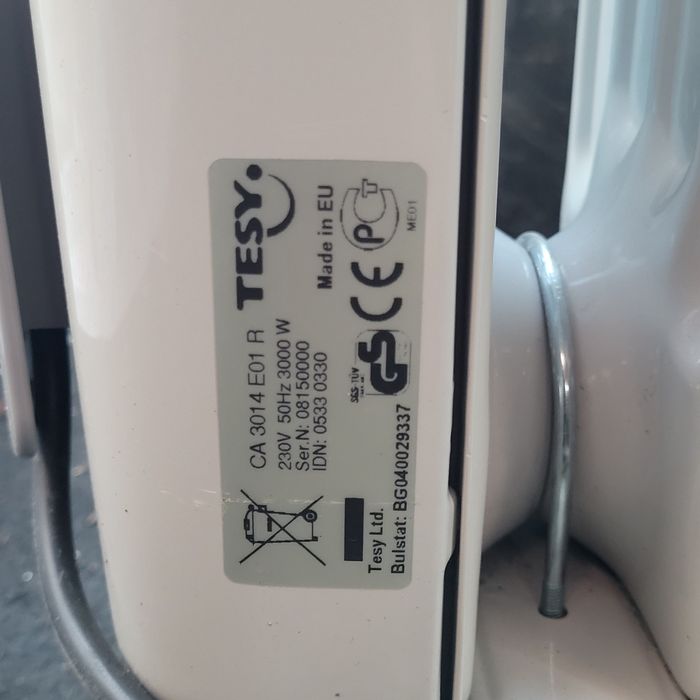 TESY
CA 3014 E01 R
230V 50Hz 3000 W
Ser.N: 08150000
IDN: 0533 0330
Made in EU
SGS-TÜV
GS CE PCT
ME01
Tesy Ltd.
Bulstat: BG040029337